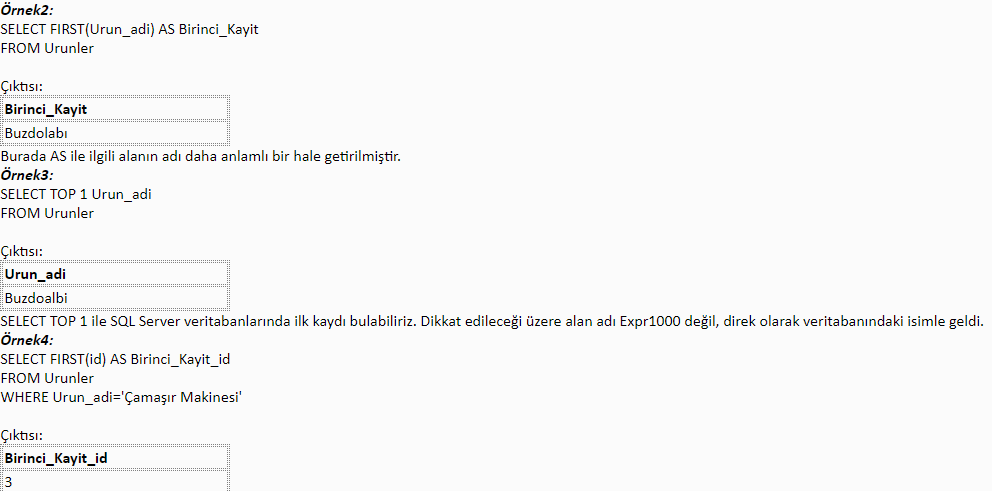 Örnek2:
SELECT FIRST(Urun_adi) AS Birinci_Kayit
FROM Urunler
Çıktısı:
Birinci_Kayit
Buzdolabı
Burada AS ile ilgili alanın adı daha anlamlı bir hale getirilmiştir.
Örnek3:
SELECT TOP 1 Urun_adi
FROM Urunler
Çıktısı:
Urun_adi
Buzdoalbi
SELECT TOP 1 ile SQL Server veritabanlarında ilk kaydı bulabiliriz. Dikkat edileceği üzere alan adı Expr1000 değil, direk olarak veritabanındaki isimle geldi.
Örnek4:
SELECT FIRST(id) AS Birinci_Kayit_id
FROM Urunler
WHERE Urun_adi='Çamaşır Makinesi'
Çıktısı:
Birinci_Kayit_id
3